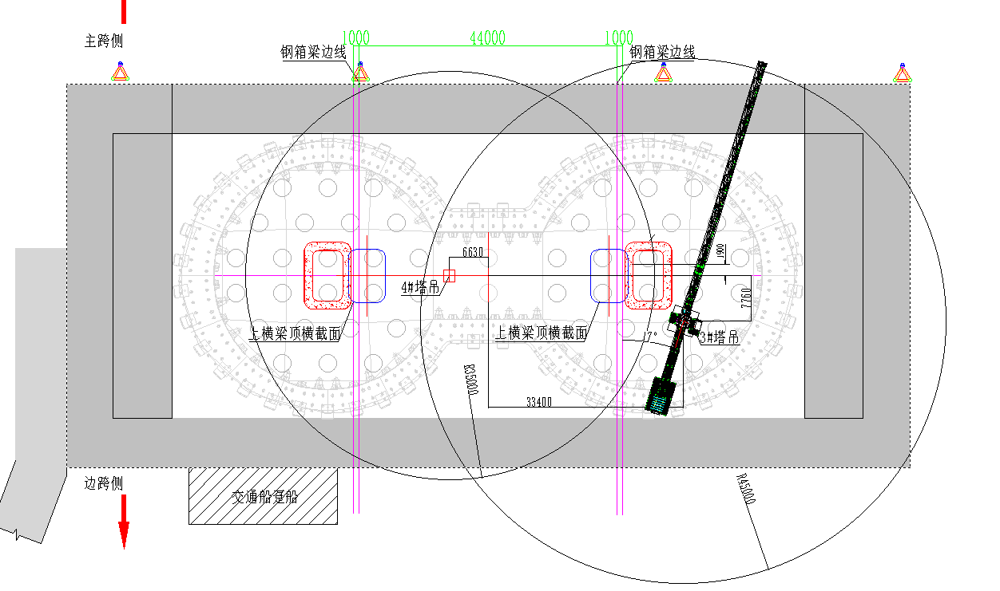 主跨侧
1000
44000
1000
钢箱梁边线
钢箱梁边线
6630
1900
4#塔吊
7760
上横梁顶横截面
上横梁顶横截面
17°
3#塔吊
R35000
33400
边跨侧
交通船趸船
R45000